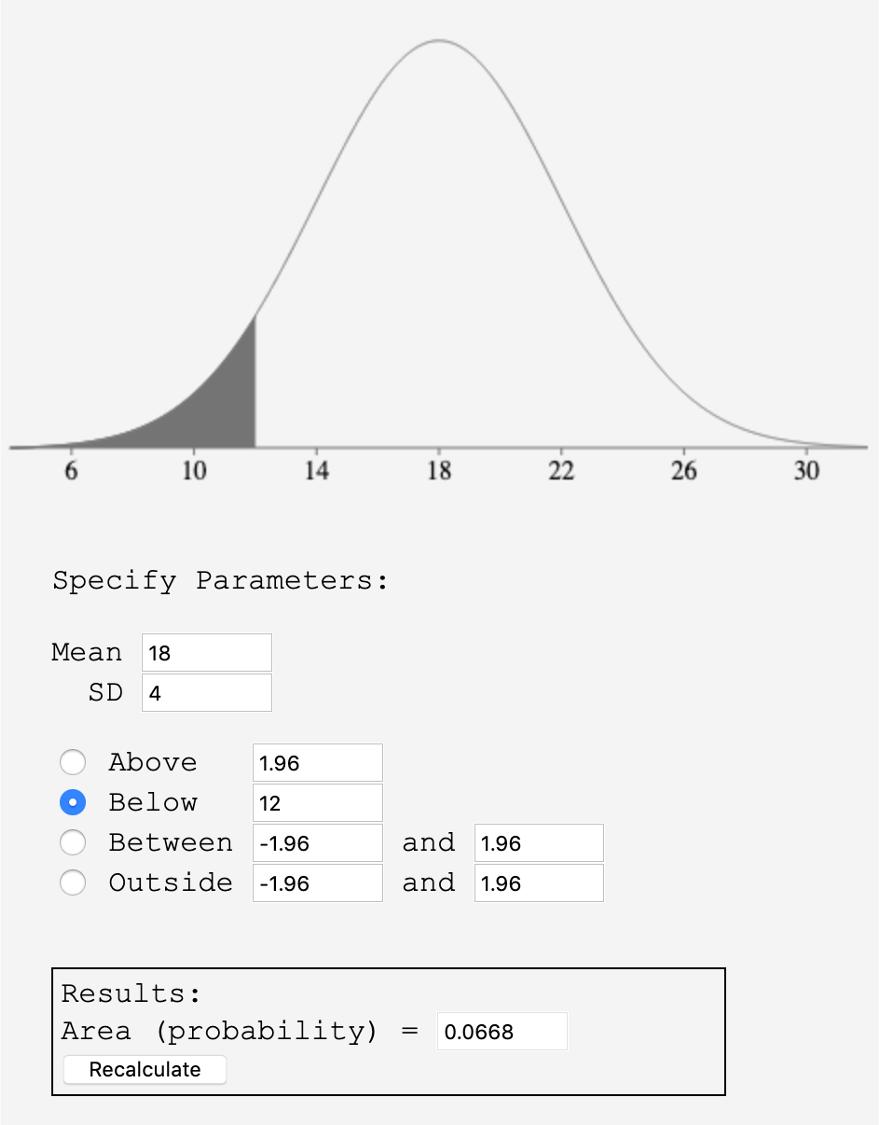 6 10 14 18 22 26 30
Specify Parameters:
Mean 18
SD 4
Above 1.96
Below 12
Between -1.96 and 1.96
Outside -1.96 and 1.96
Results:
Area (probability) = 0.0668
Recalculate